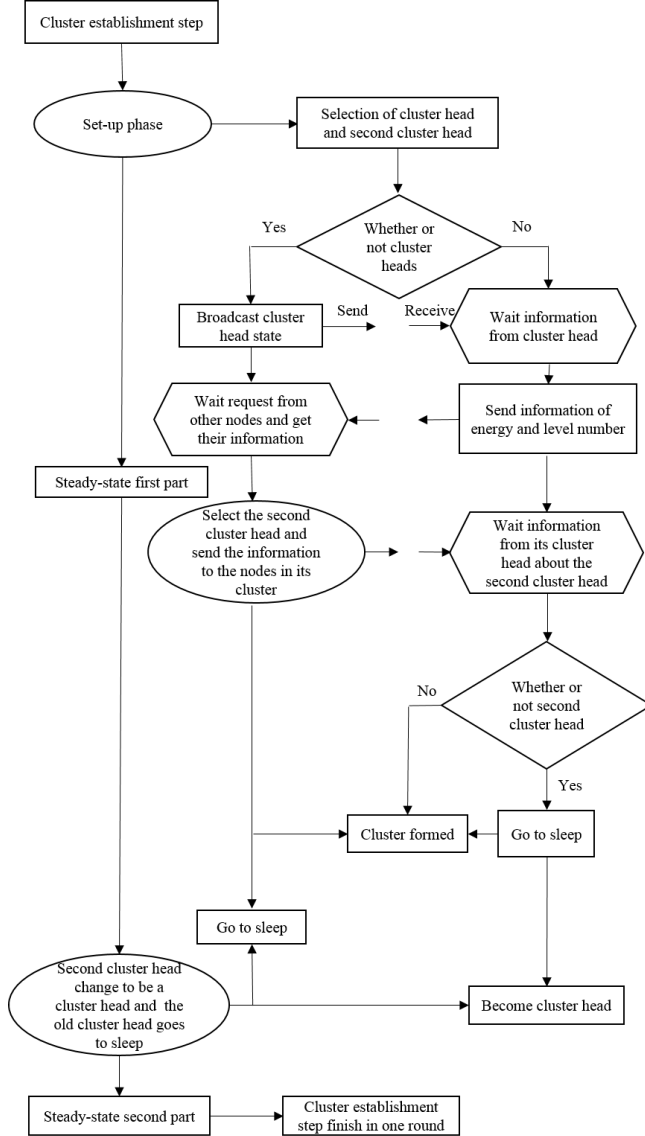 Cluster establishment step
Set-up phase
Selection of cluster head
and second cluster head
Yes
Whether or
not cluster
heads
No
Broadcast cluster
head state
Send
Receive
Wait information
from cluster head
Wait request from
other nodes and get
their information
Send information of
energy and level number
Steady-state first part
Select the second
cluster head and
send the information
to the nodes in its
cluster
Wait information
from its cluster
head about the
second cluster head
No
Whether or
not second
cluster head
Yes
Cluster formed
Go to sleep
Go to sleep
Second cluster head
change to be a
cluster head and the
old cluster head goes
to sleep
Become cluster head
Steady-state second part
Cluster establishment
step finish in one round